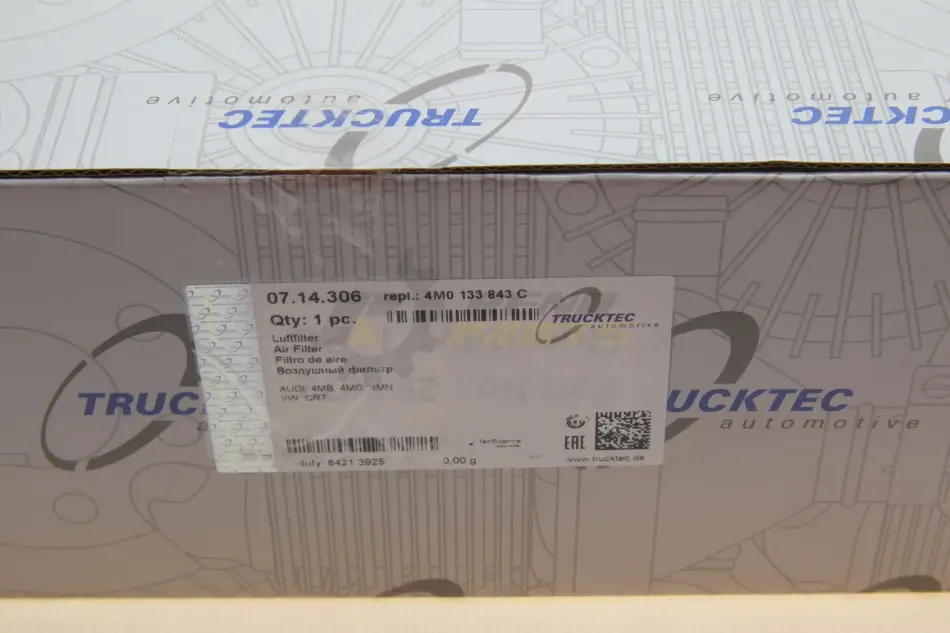 TRUCKTEC
automotive
TRUCKTEC
automotive
07.14.306
repl.: 4M0 133 843 C
Qty: 1 pc.
Luftfilter
Air Filter
Filtro de aire
Воздушный фильтр
AUDI: 4MB, 4MG, 4MN
VW: CR7
TRUCKTEC
automotive
duty: 8421 3925
0,00 g
EAC
www.trucktec.de
TRUCKTEC
TRUCKTEC
automotive